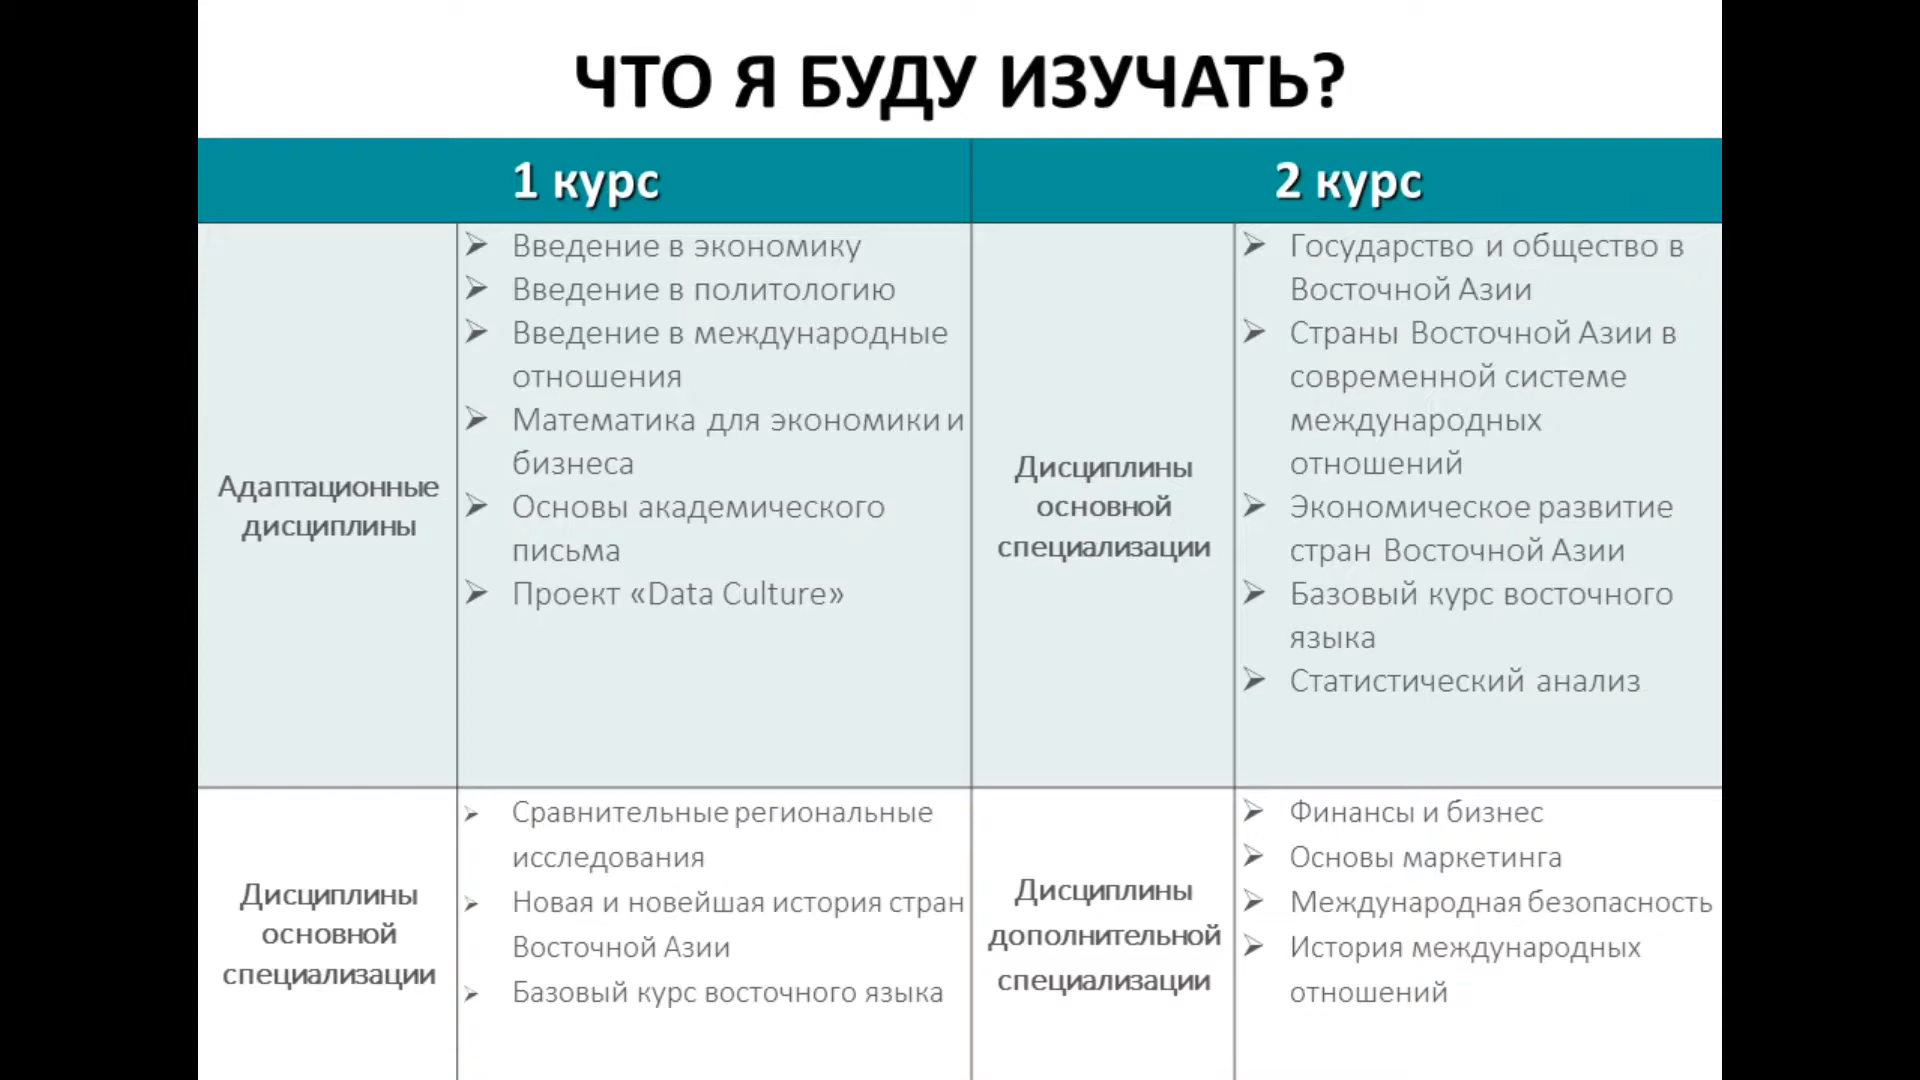 ЧТО Я БУДУ ИЗУЧАТЬ?
1 курс
2 курс
Адаптационные
дисциплины
Введение в экономику
Введение в политологию
Введение в международные
отношения
Математика для экономики и
бизнеса
Основы академического
письма
Проект «Data Culture»
Дисциплины
основной
специализации
Государство и общество в
Восточной Азии
Страны Восточной Азии в
современной системе
международных
отношений
Экономическое развитие
стран Восточной Азии
Базовый курс восточного
языка
Статистический анализ
Дисциплины
основной
специализации
Сравнительные региональные
исследования
Новая и новейшая история стран
Восточной Азии
Базовый курс восточного языка
Дисциплины
дополнительной
специализации
Финансы и бизнес
Основы маркетинга
Международная безопасность
История международных
отношений